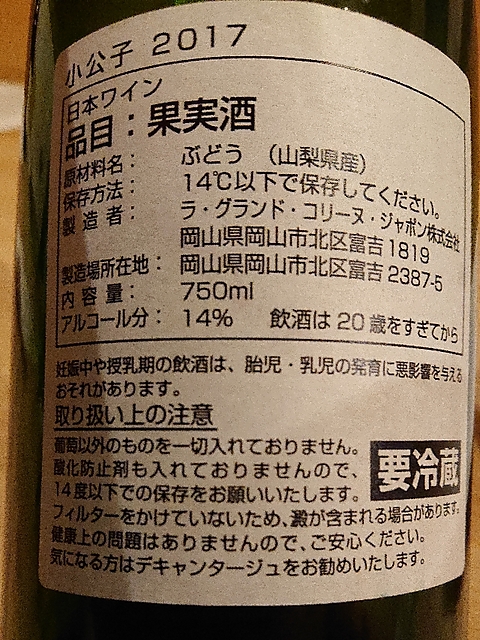 小公子 2017
日本ワイン
品目：果実酒
原材料名： ぶどう （山梨県産）
保存方法： 14℃以下で保存してください。
製造者： ラ・グランド・コリーヌ・ジャポン株式会社
岡山県岡山市北区富吉1819
製造場所在地： 岡山県岡山市北区富吉2387-5
内容量： 750ml
アルコール分： 14% 飲酒は20歳をすぎてから
妊娠中や授乳期の飲酒は、胎児・乳児の発育に悪影響を与える
おそれがあります。
取り扱い上の注意
葡萄以外のものを一切入れておりません。
酸化防止剤も入れておりませんので、
14度以下での保存をお願いいたします。
要冷蔵
フィルターをかけていないため、澱が含まれる場合があります。
健康上の問題はありませんので、ご安心ください。
気になる方はデキャンタージュをお勧めいたします。